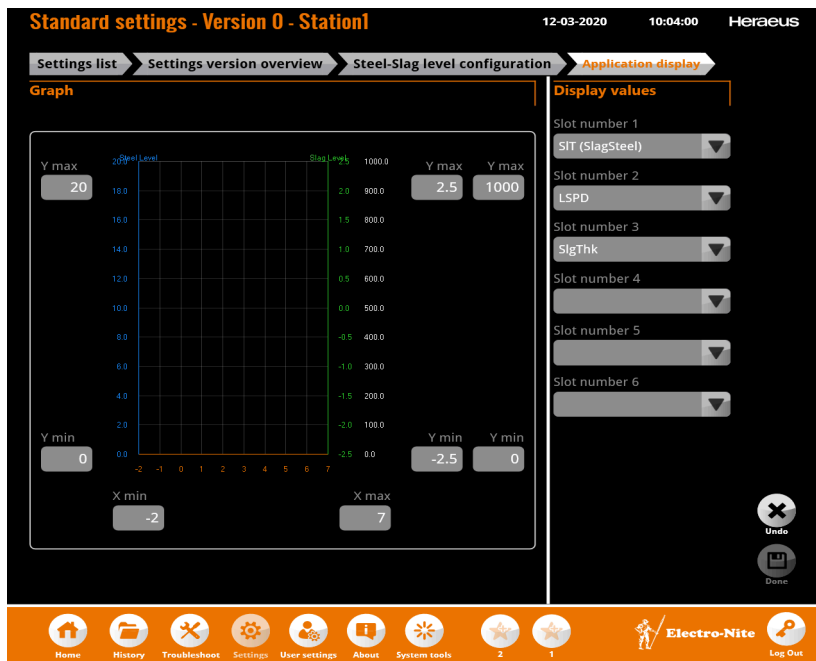 Standard settings - Version 0 - Station1
12-03-2020 10:04:00 Heraeus
Settings list Settings version overview Steel-Slag level configuration Application display
Graph
Y max
20
Steel Level
Slag Level
20.0
18.0
16.0
14.0
12.0
10.0
8.0
6.0
4.0
2.0
0.0
2.5
2.0
1.5
1.0
0.5
0.0
-0.5
-1.0
-1.5
-2.0
-2.5
1000.0
900.0
800.0
700.0
600.0
500.0
400.0
300.0
200.0
100.0
0.0
Y max Y max
2.5 1000
Y min
0
Y min Y min
-2.5 0
-2 -1 0 1 2 3 4 5 6 7
X min
-2
X max
7
Display values
Slot number 1
SlT (SlagSteel)
Slot number 2
LSPD
Slot number 3
SlgThk
Slot number 4
Slot number 5
Slot number 6
Undo
Done
Home History Troubleshoot Settings User settings About System tools 2 1
Electro-Nite
Log Out